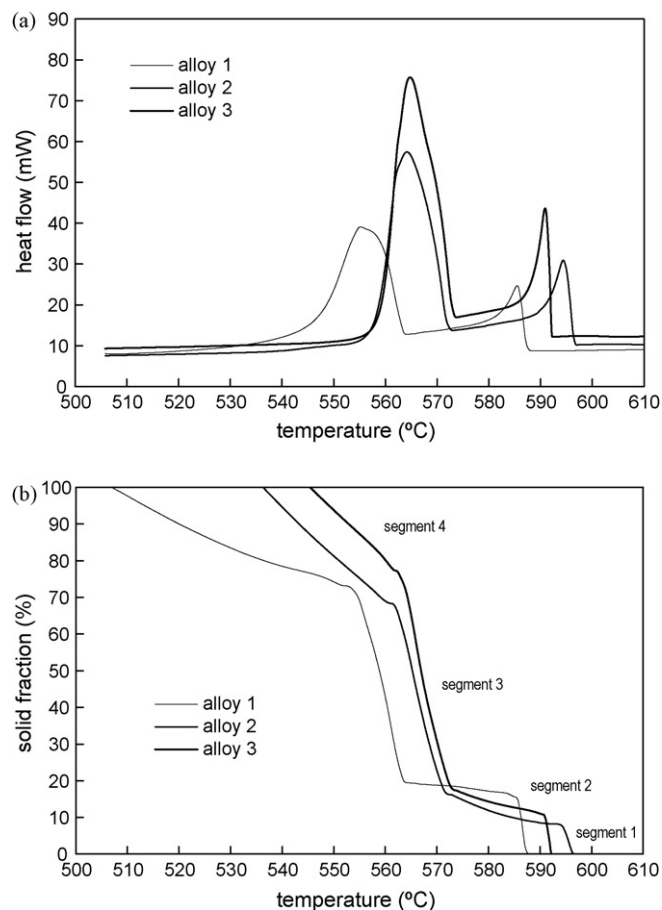 (a)
90
80
70
60
50
40
30
20
10
0
heat flow (mW)
alloy 1
alloy 2
alloy 3
500 510 520 530 540 550 560 570 580 590 600 610
temperature (ºC)
(b)
100
90
80
70
60
50
40
30
20
10
0
solid fraction (%)
segment 4
segment 3
alloy 1
alloy 2
alloy 3
segment 2
segment 1
500 510 520 530 540 550 560 570 580 590 600 610
temperature (ºC)